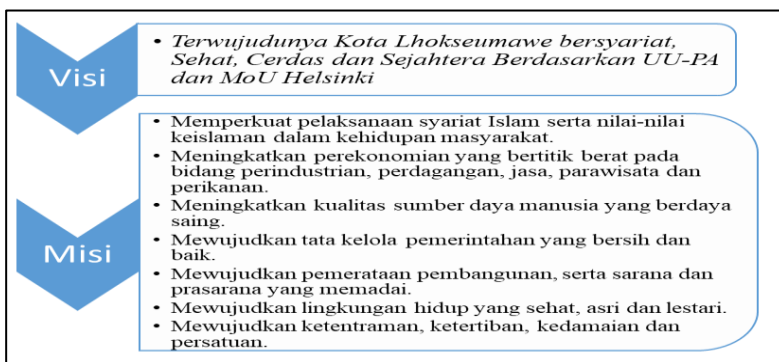 Visi
• Terwujudunya Kota Lhokseumawe bersyariat,
Sehat, Cerdas dan Sejahtera Berdasarkan UU-PA
dan MoU Helsinki
Misi
• Memperkuat pelaksanaan syariat Islam serta nilai-nilai
keislaman dalam kehidupan masyarakat.
• Meningkatkan perekonomian yang bertitik berat pada
bidang perindustrian, perdagangan, jasa, parawisata dan
perikanan.
• Meningkatkan kualitas sumber daya manusia yang berdaya
saing.
• Mewujudkan tata kelola pemerintahan yang bersih dan
baik.
• Mewujudkan pemerataan pembangunan, serta sarana dan
prasarana yang memadai.
• Mewujudkan lingkungan hidup yang sehat, asri dan lestari.
• Mewujudkan ketentraman, ketertiban, kedamaian dan
persatuan.